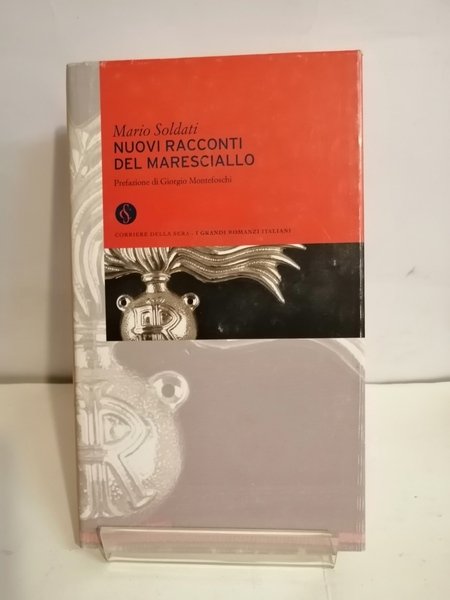 Mario Soldati
NUOVI RACCONTI
DEL MARESCIALLO
Prefazione di Giorgio Montefoschi
CORRIERE DELLA SERA - I GRANDI ROMANZI ITALIANI
R
R